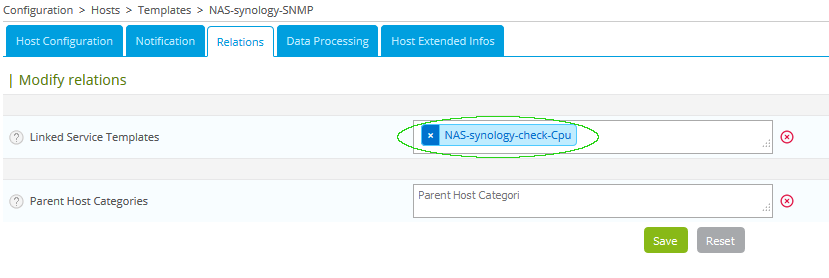 Configuration > Hosts > Templates > NAS-synology-SNMP
Host Configuration Notification Relations Data Processing Host Extended Infos
| Modify relations
? Linked Service Templates × NAS-synology-check-Cpu
? Parent Host Categories Parent Host Categori
Save Reset